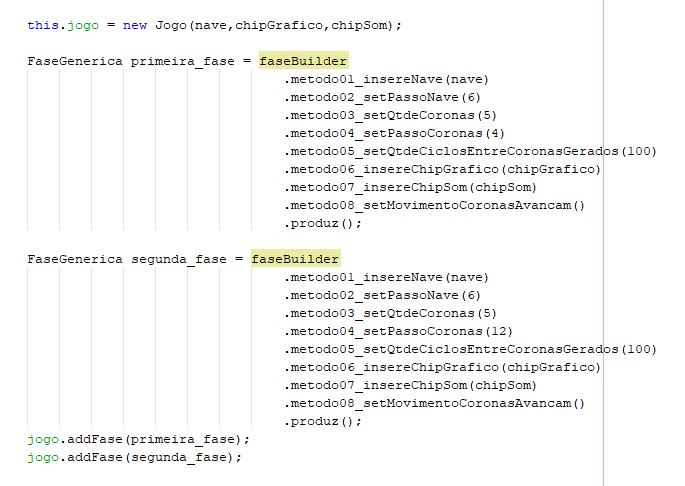 this.jogo = new Jogo(nave,chipGrafico,chipSom);
FaseGenerica primeira_fase = faseBuilder
.metodo01_insereNave(nave)
.metodo02_setPassoNave(6)
.metodo03_setQtdeCoronas(5)
.metodo04_setPassoCoronas(4)
.metodo05_setQtdeCiclosEntreCoronasGerados(100)
.metodo06_insereChipGrafico(chipGrafico)
.metodo07_insereChipSom(chipSom)
.metodo08_setMovimentoCoronasAvancam()
.produz();
FaseGenerica segunda_fase = faseBuilder
.metodo01_insereNave(nave)
.metodo02_setPassoNave(6)
.metodo03_setQtdeCoronas(5)
.metodo04_setPassoCoronas(12)
.metodo05_setQtdeCiclosEntreCoronasGerados(100)
.metodo06_insereChipGrafico(chipGrafico)
.metodo07_insereChipSom(chipSom)
.metodo08_setMovimentoCoronasAvancam()
.produz();
jogo.addFase(primeira_fase);
jogo.addFase(segunda_fase);